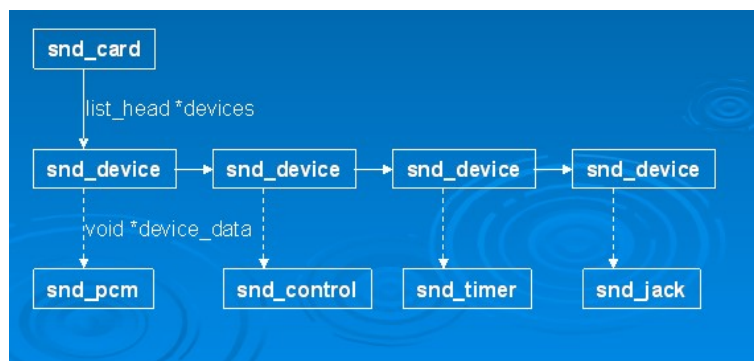 snd_card
list_head *devices
snd_device snd_device snd_device snd_device
void *device_data
snd_pcm snd_control snd_timer snd_jack